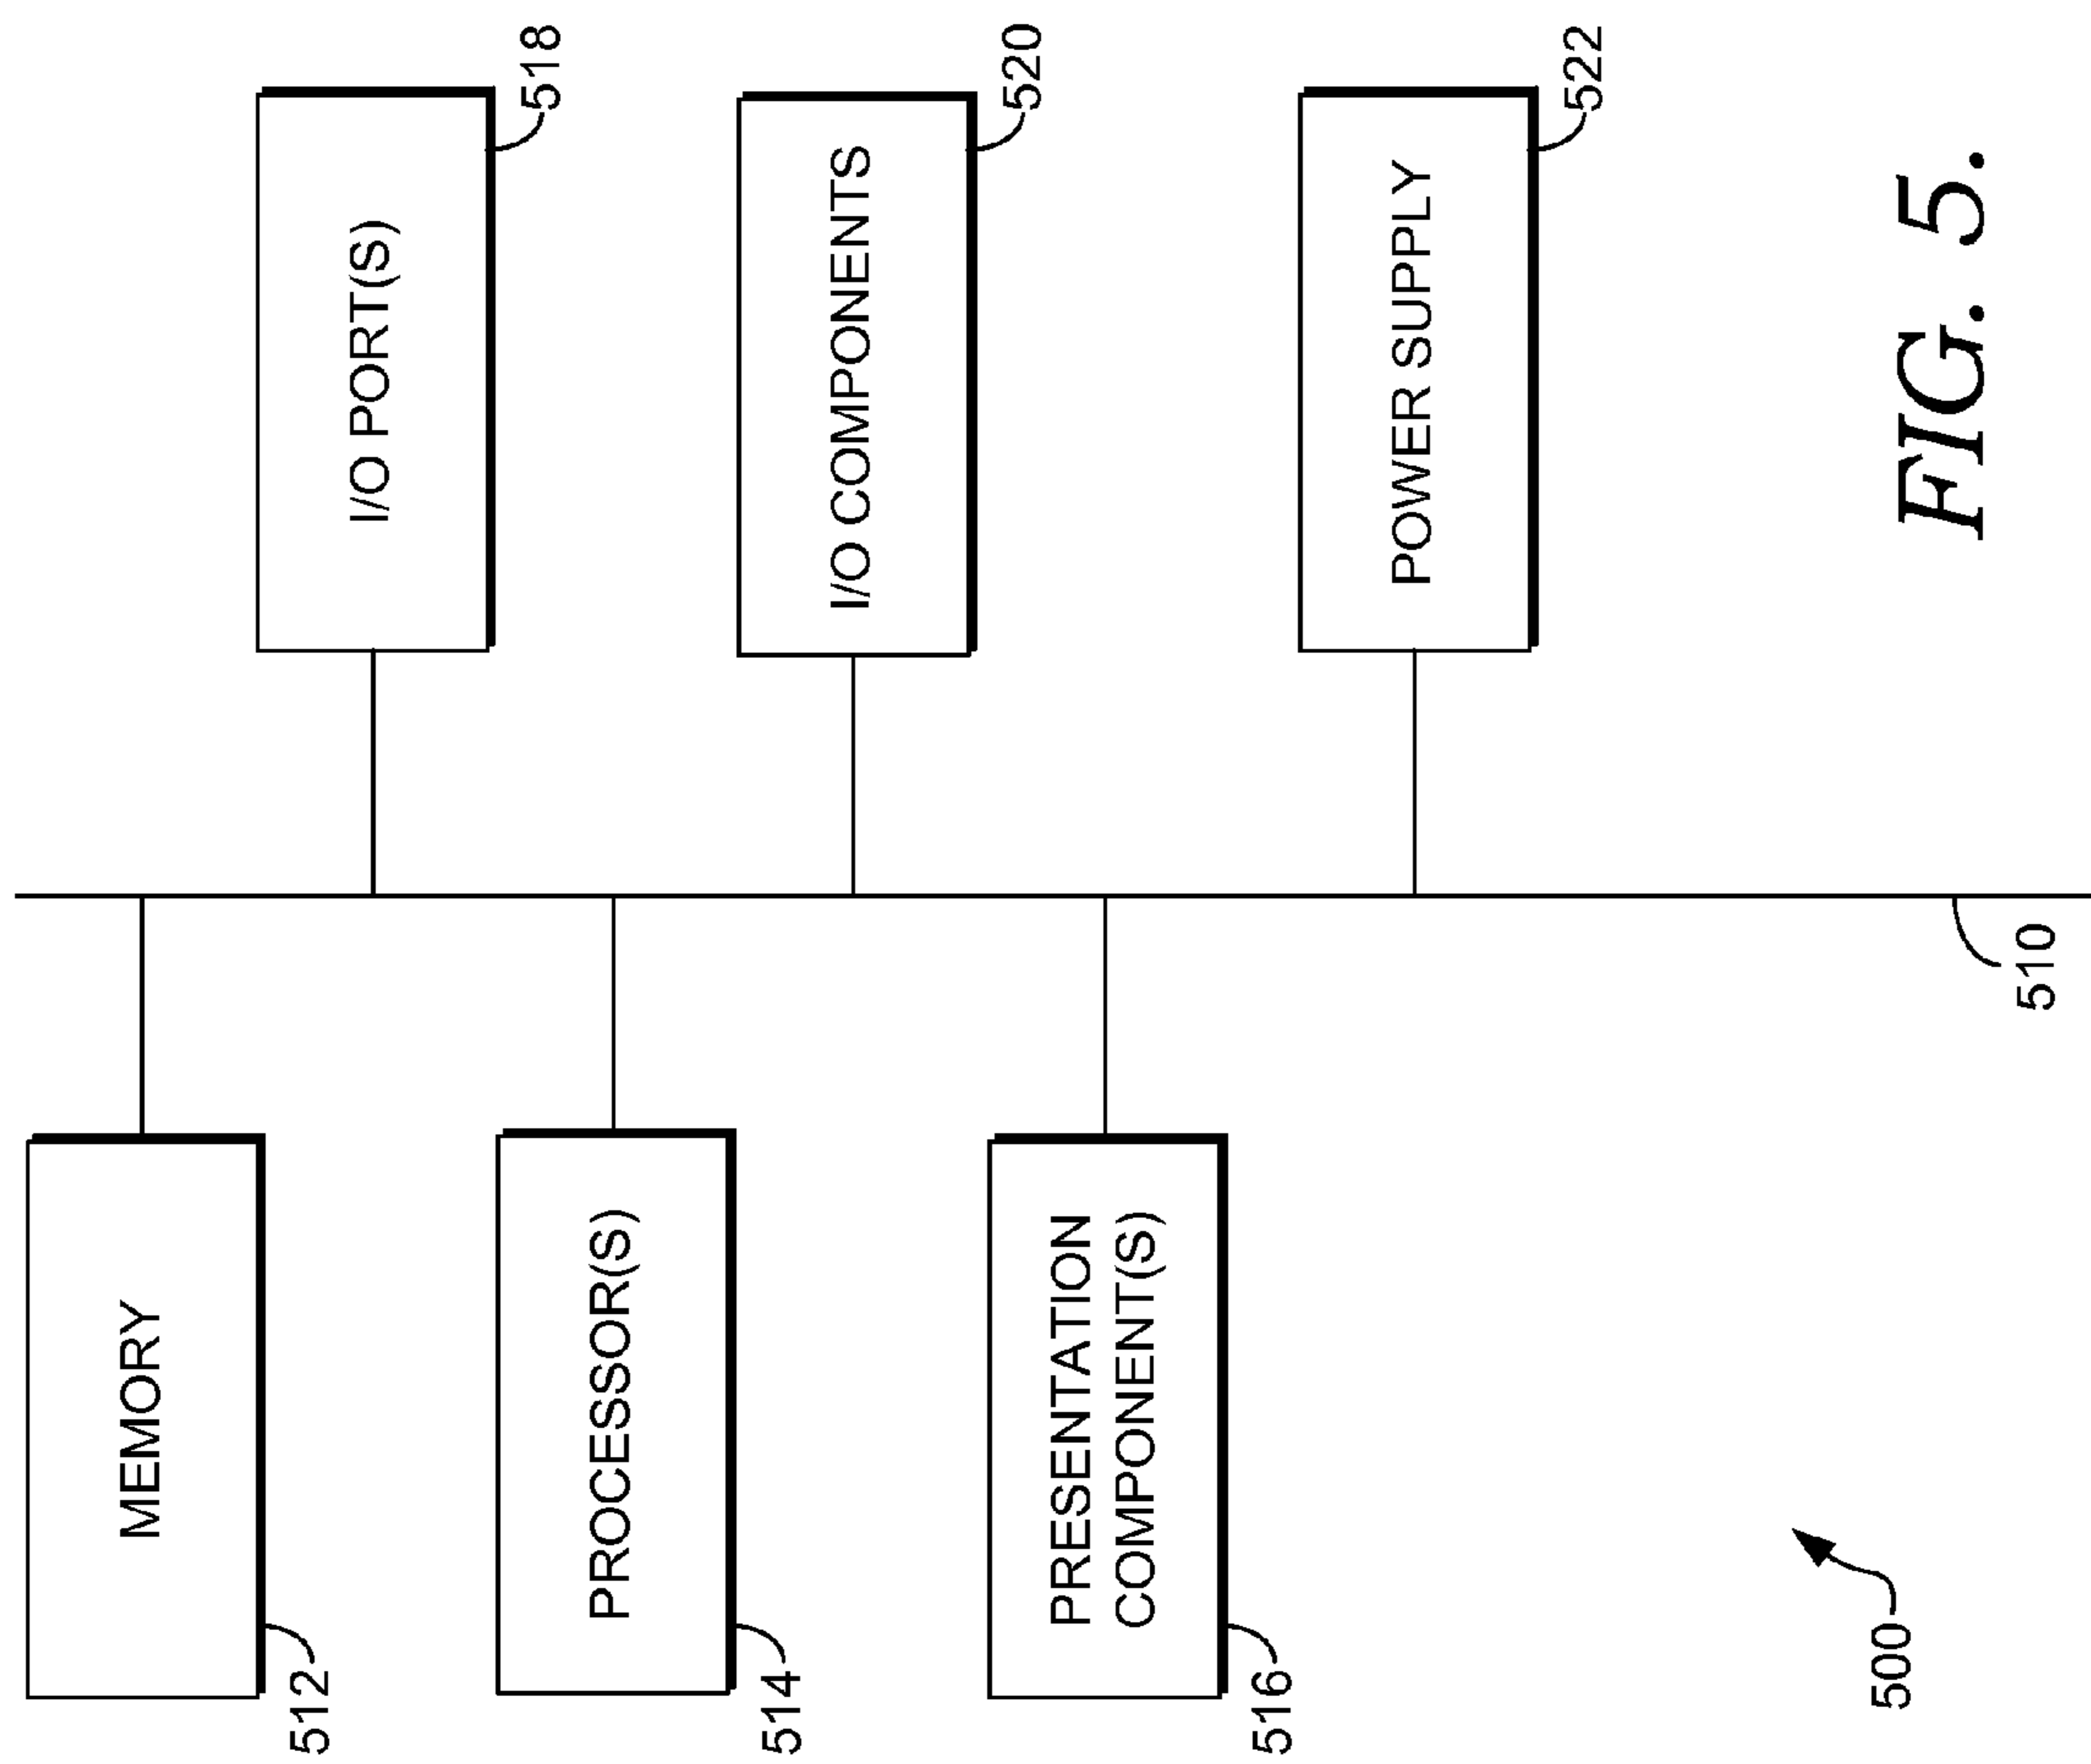 MEMORY
512
PROCESSOR(S)
514
PRESENTATION
COMPONENT(S)
516
I/O PORT(S)
518
I/O COMPONENTS
520
POWER SUPPLY
522
510
500
FIG. 5.